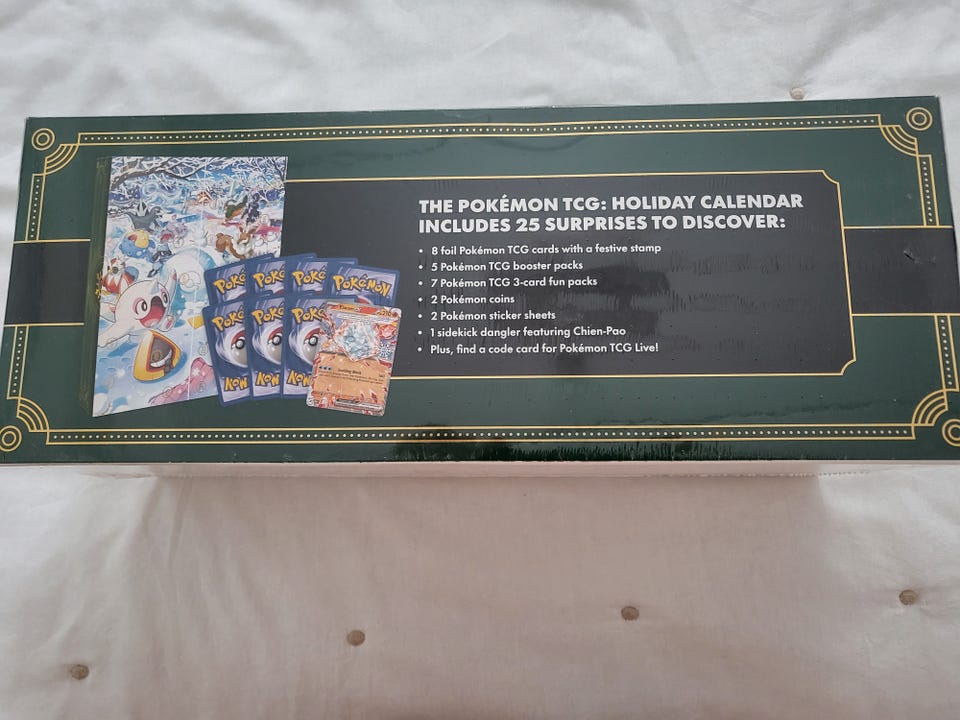 THE POKÉMON TCG: HOLIDAY CALENDAR
INCLUDES 25 SURPRISES TO DISCOVER:
• 8 foil Pokémon TCG cards with a festive stamp
• 5 Pokémon TCG booster packs
• 7 Pokémon TCG 3-card fun packs
• 2 Pokémon coins
• 2 Pokémon sticker sheets
• 1 sidekick dangler featuring Chien-Pao
• Plus, find a code card for Pokémon TCG Live!
POKÉMON